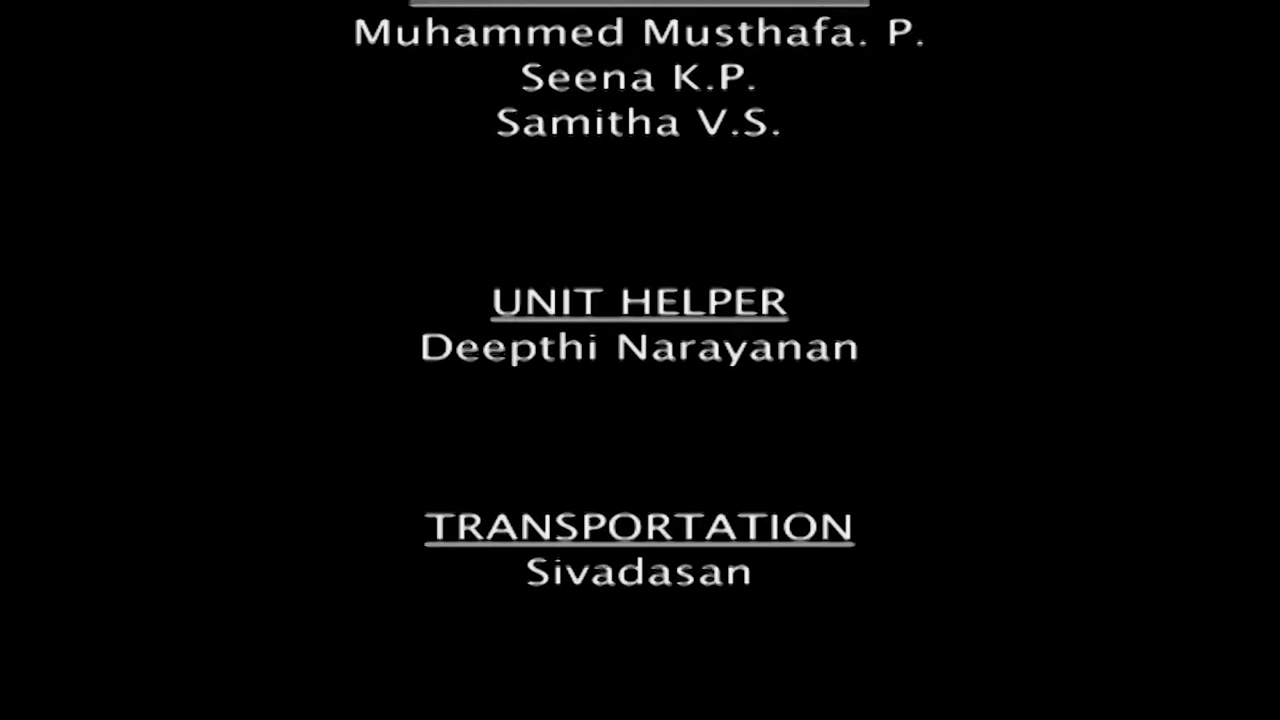 Muhammed Musthafa. P.
Seena K.P.
Samitha V.S.
UNIT HELPER
Deepthi Narayanan
TRANSPORTATION
Sivadasan